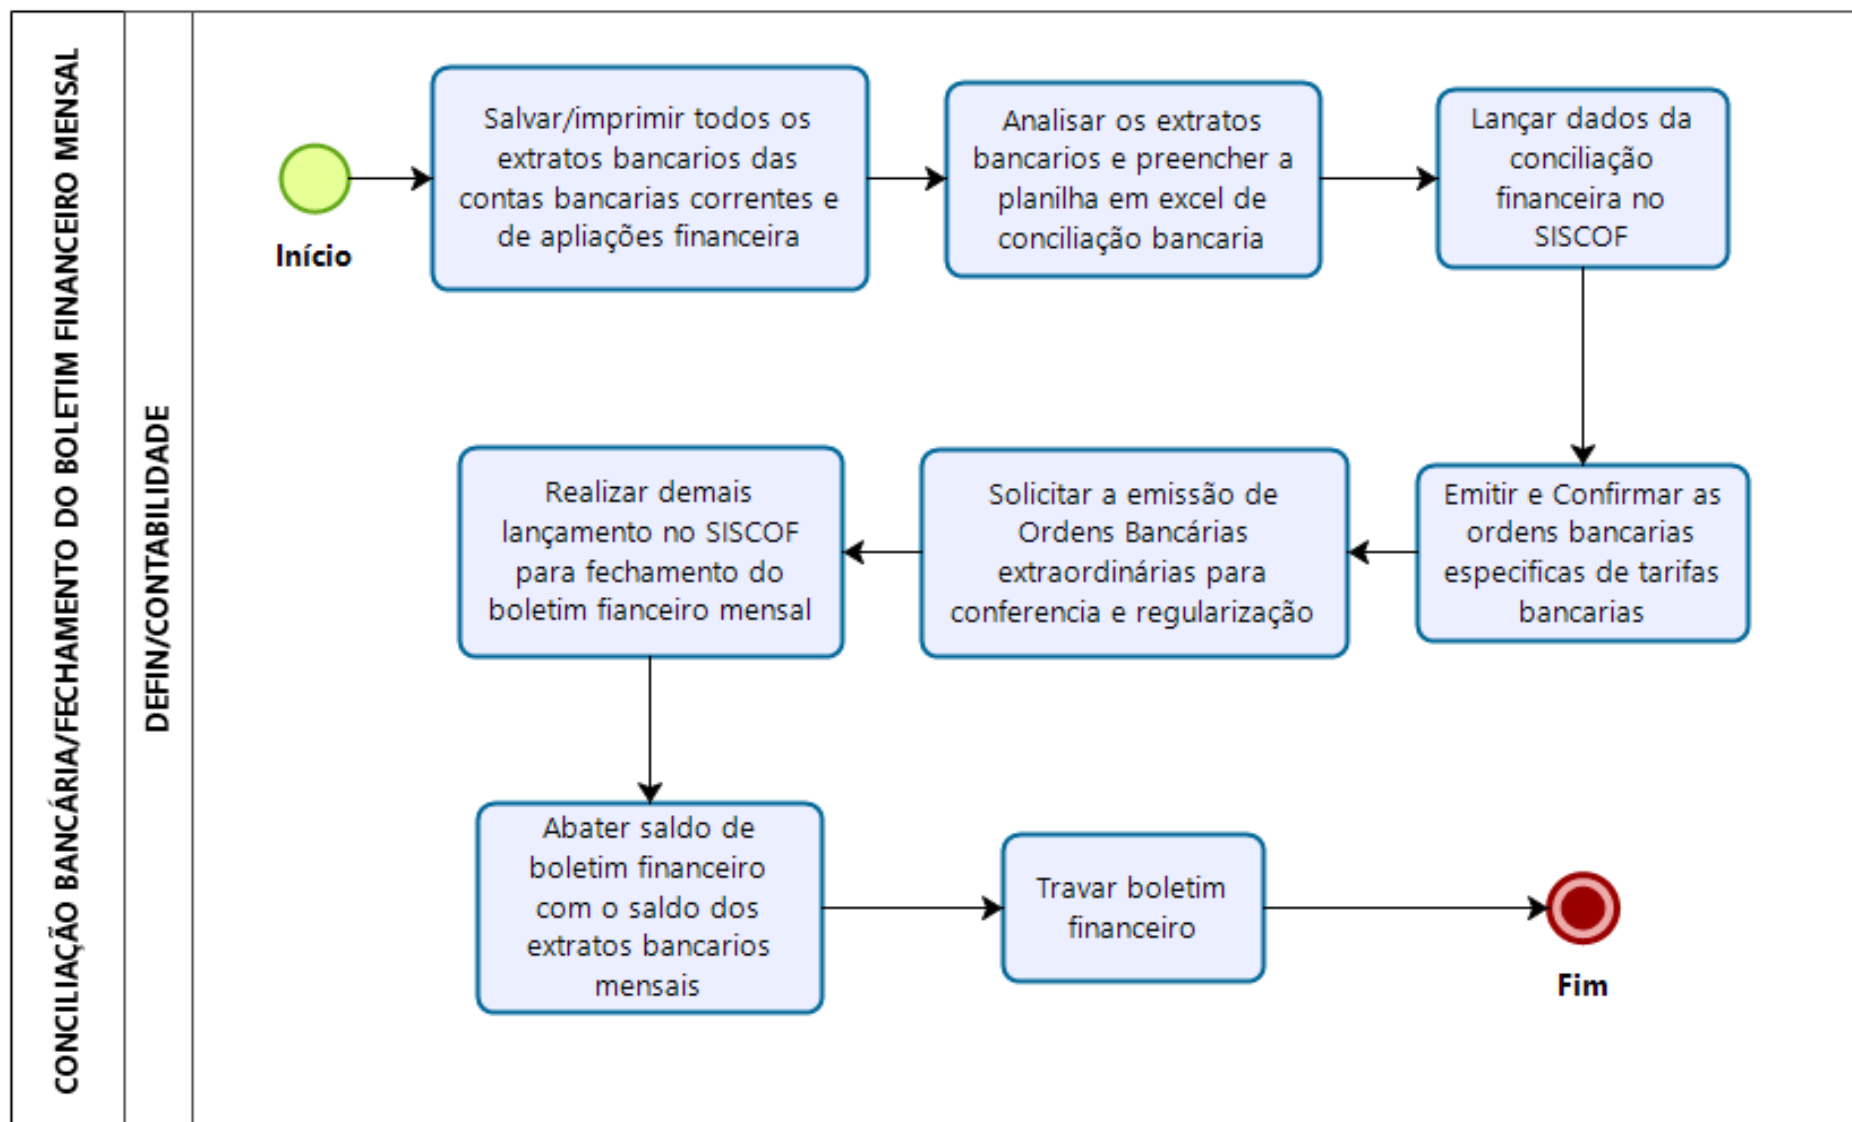 CONCILIAÇÃO BANCÁRIA/FECHAMENTO DO BOLETIM FINANCEIRO MENSAL
DEFIN/CONTABILIDADE
Início
Salvar/imprimir todos os
extratos bancarios das
contas bancarias correntes e
de apliações financeira
Analisar os extratos
bancarios e preencher a
planilha em excel de
conciliação bancaria
Lançar dados da
conciliação
financeira no
SISCOF
Emitir e Confirmar as
ordens bancarias
especificas de tarifas
bancarias
Solicitar a emissão de
Ordens Bancárias
extraordinárias para
conferencia e regularização
Realizar demais
lançamento no SISCOF
para fechamento do
boletim fianceiro mensal
Abater saldo de
boletim financeiro
com o saldo dos
extratos bancarios
mensais
Travar boletim
financeiro
Fim